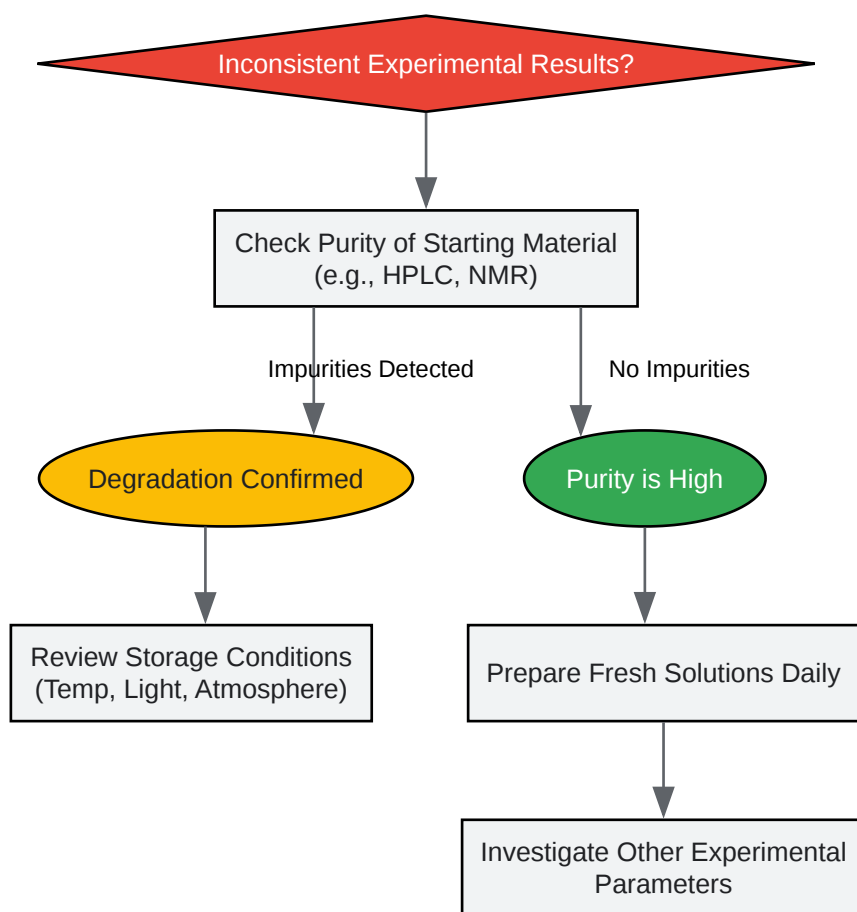 Inconsistent Experimental Results?
Check Purity of Starting Material
(e.g., HPLC, NMR)
Impurities Detected
No Impurities
Degradation Confirmed
Purity is High
Review Storage Conditions
(Temp, Light, Atmosphere)
Prepare Fresh Solutions Daily
Investigate Other Experimental
Parameters